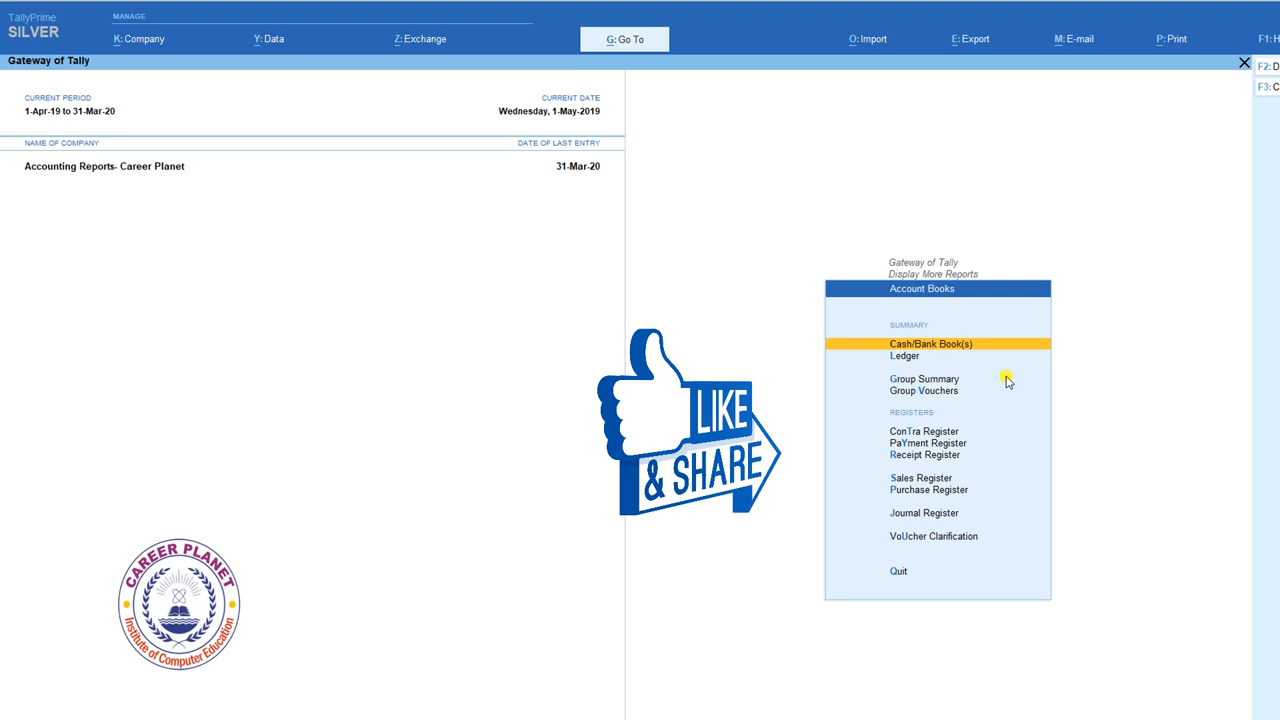 TallyPrime
SILVER
MANAGE
K: Company
Y: Data
Z: Exchange
G: Go To
O: Import
E: Export
M: E-mail
P: Print
F1: H
Gateway of Tally
F2: D
F3: C
CURRENT PERIOD
CURRENT DATE
1-Apr-19 to 31-Mar-20
Wednesday, 1-May-2019
NAME OF COMPANY
DATE OF LAST ENTRY
Accounting Reports- Career Planet
31-Mar-20
Gateway of Tally
Display More Reports
Account Books
SUMMARY
Cash/Bank Book(s)
Ledger
Group Summary
Group Vouchers
REGISTERS
ConTra Register
PaYment Register
Receipt Register
Sales Register
Purchase Register
Journal Register
VoUcher Clarification
Quit
LIKE
& SHARE
CAREER PLANET
Institute of Computer Education